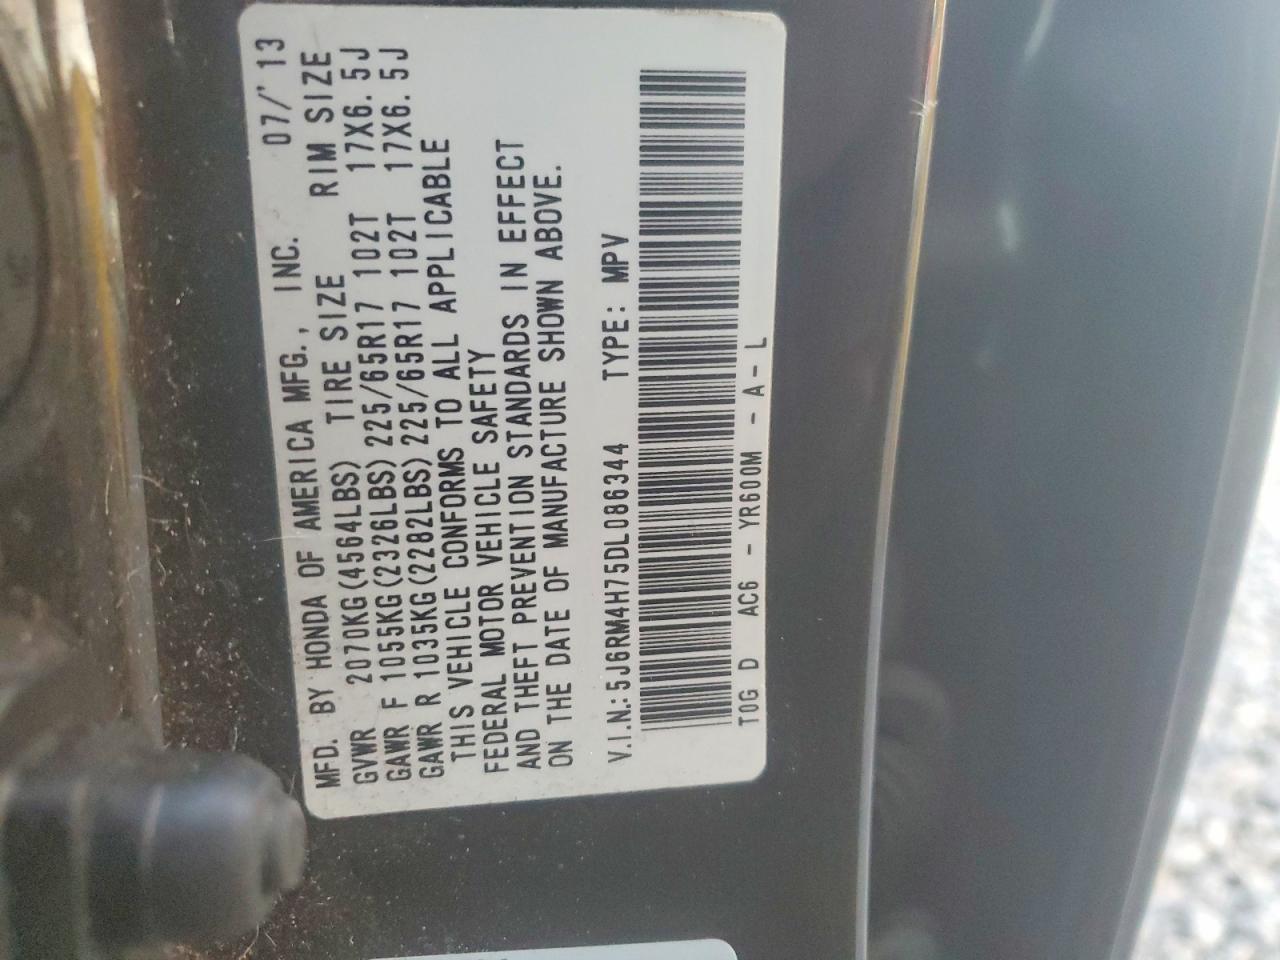 MFD. BY HONDA OF AMERICA MFG., INC. 07/'13
GVWR 2070KG(4564LBS) TIRE SIZE RIM SIZE
GAWR F 1055KG(2326LBS) 225/65R17 102T 17X6.5J
GAWR R 1035KG(2282LBS) 225/65R17 102T 17X6.5J
THIS VEHICLE CONFORMS TO ALL APPLICABLE
FEDERAL MOTOR VEHICLE SAFETY
AND THEFT PREVENTION STANDARDS IN EFFECT
ON THE DATE OF MANUFACTURE SHOWN ABOVE.
V.I.N.: 5J6RM4H75DL086344 TYPE: MPV
T0G D AC6 - YR600M - A - L